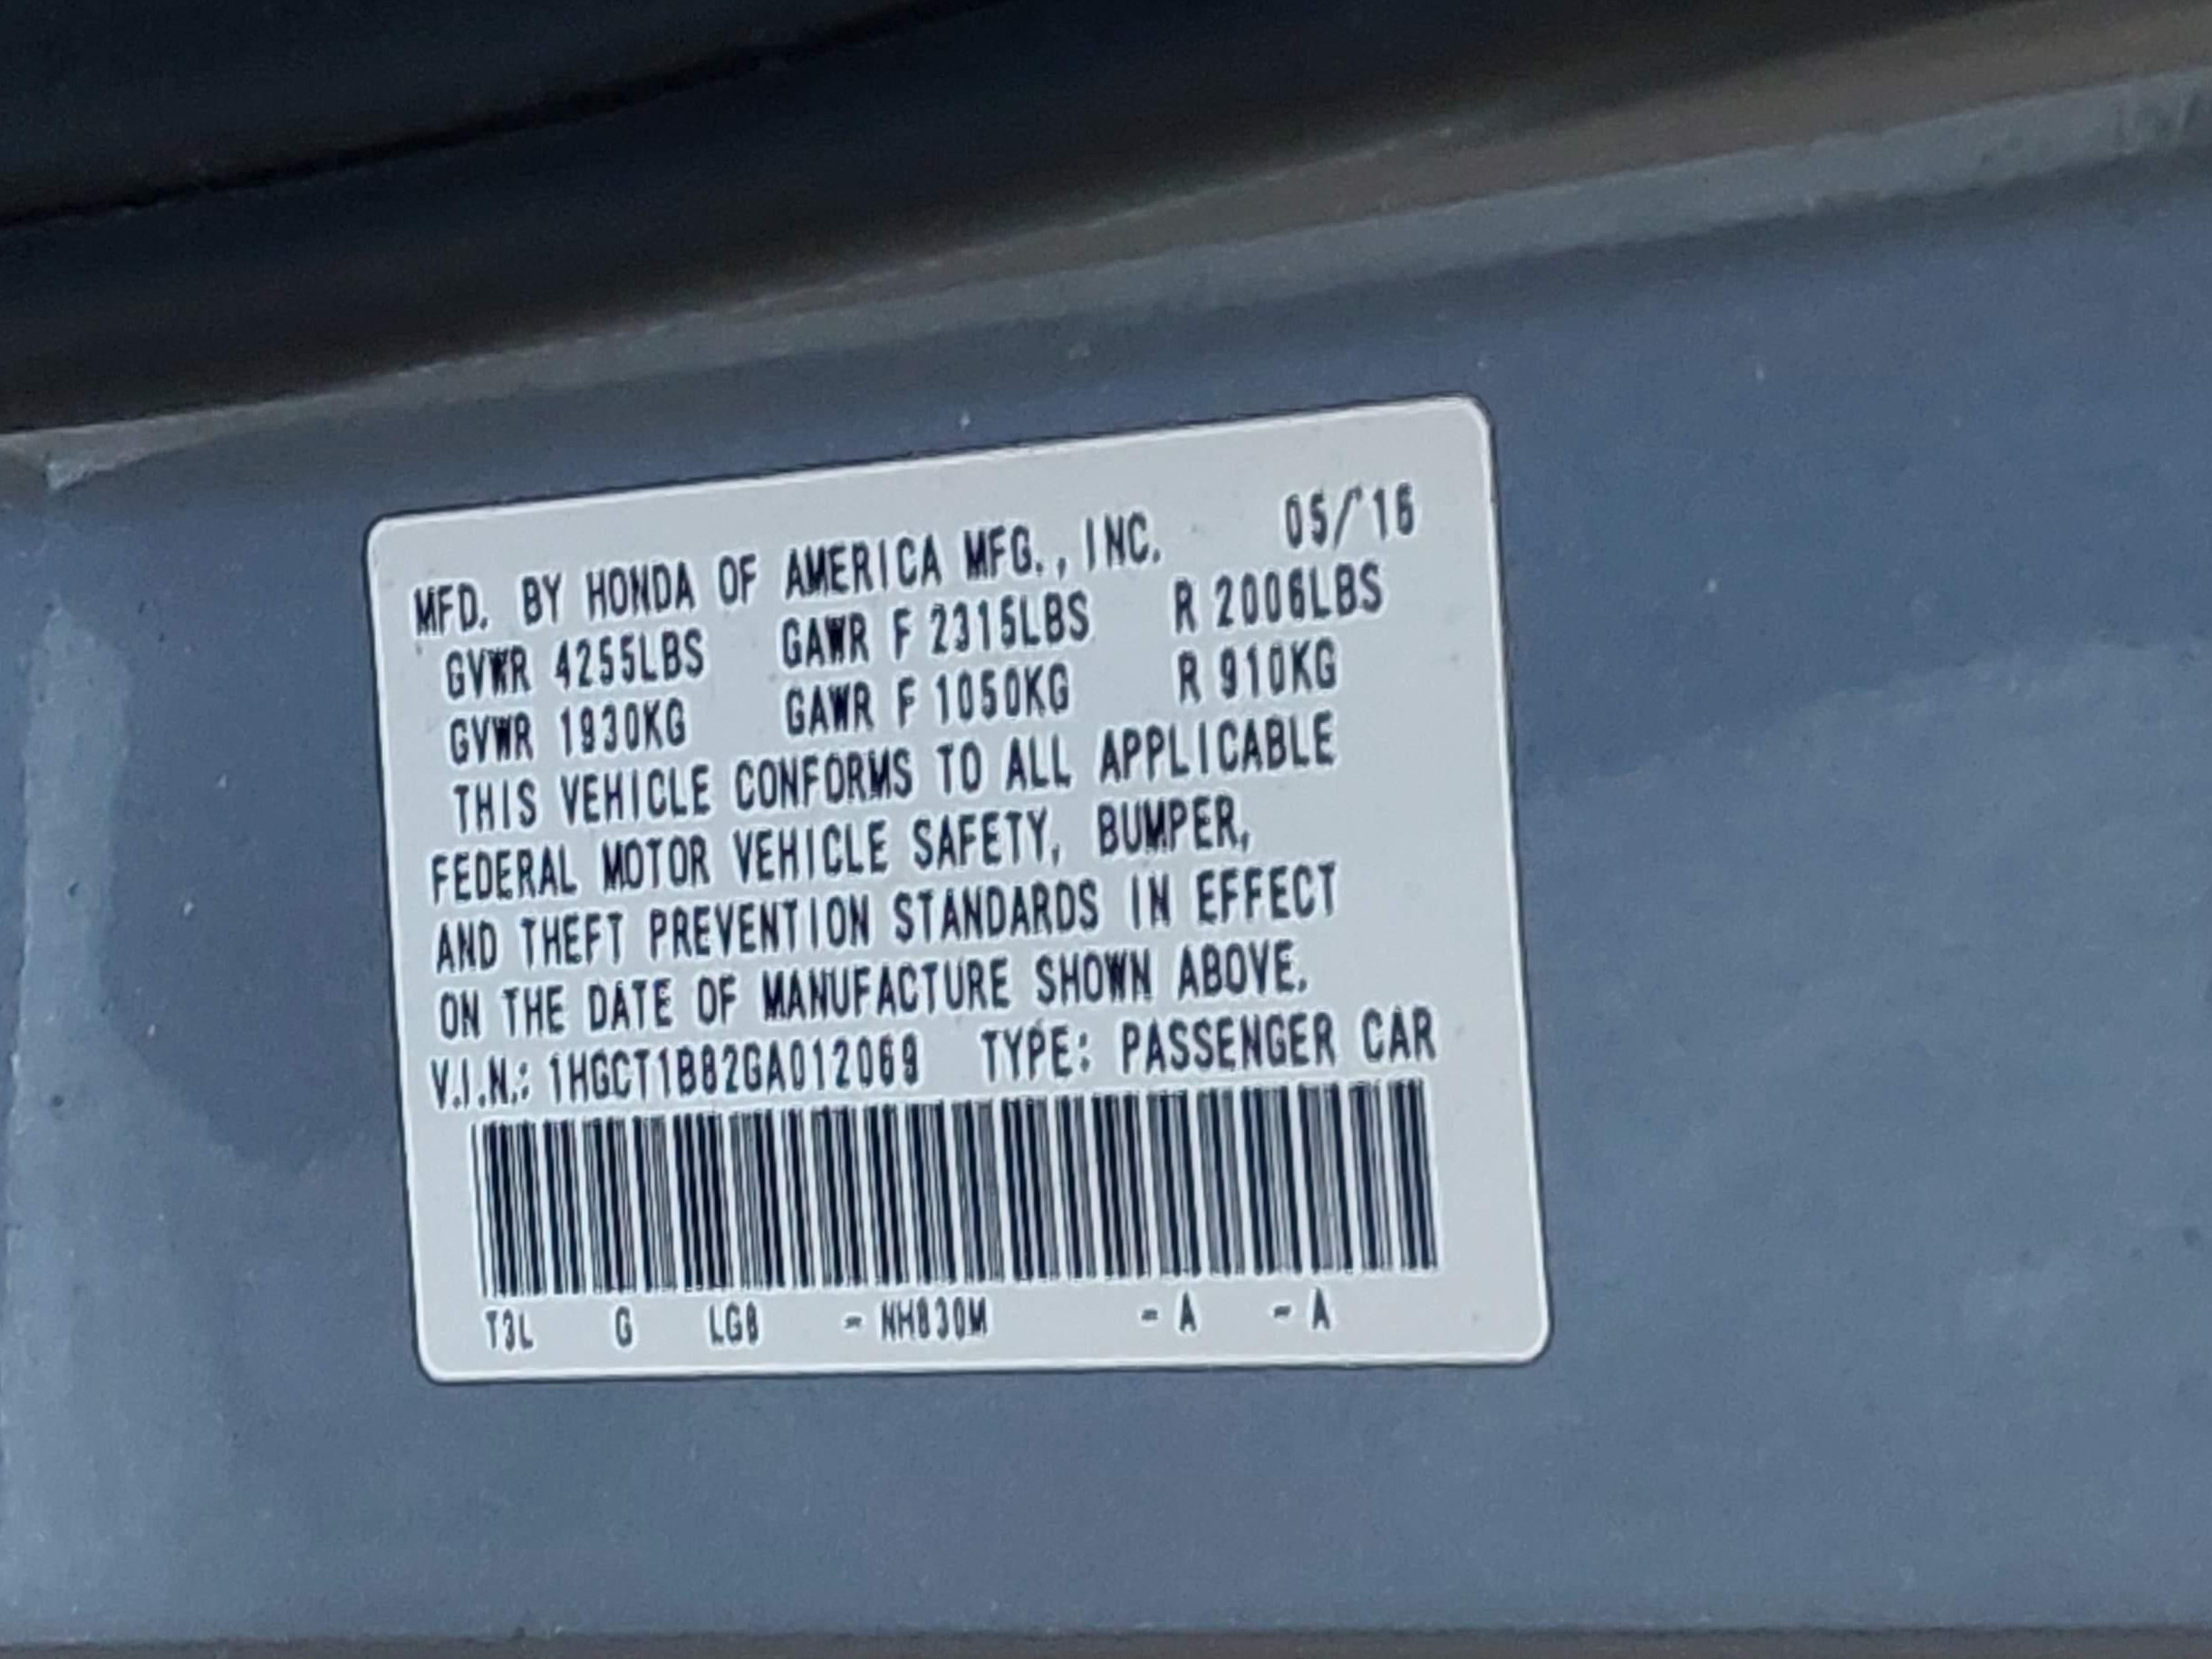 MFD. BY HONDA OF AMERICA MFG., INC. 05/'16
GVWR 4255LBS GAWR F 2315LBS R 2006LBS
GVWR 1930KG GAWR F 1050KG R 910KG
THIS VEHICLE CONFORMS TO ALL APPLICABLE
FEDERAL MOTOR VEHICLE SAFETY, BUMPER,
AND THEFT PREVENTION STANDARDS IN EFFECT
ON THE DATE OF MANUFACTURE SHOWN ABOVE.
V.I.N.: 1HGCT1B82GA012069 TYPE: PASSENGER CAR
T3L G LG8 - NH830M - A - A